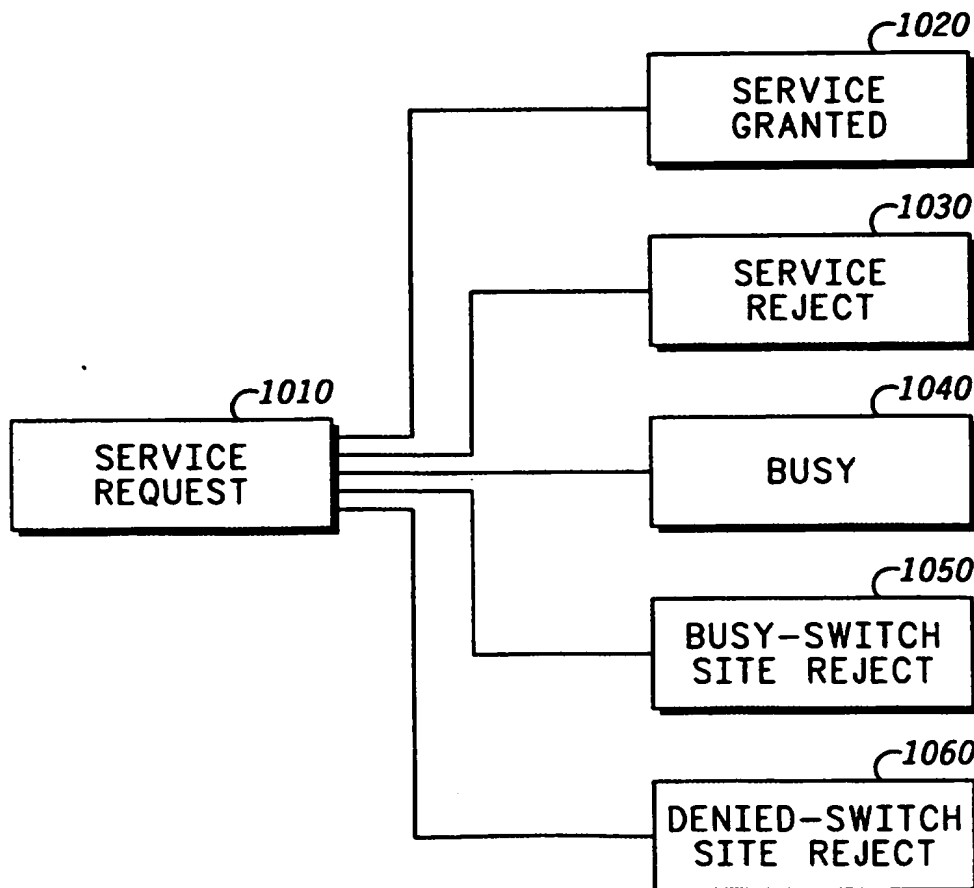 1020
SERVICE
GRANTED
1030
SERVICE
REJECT
1010
SERVICE
REQUEST
1040
BUSY
1050
BUSY-SWITCH
SITE REJECT
1060
DENIED-SWITCH
SITE REJECT